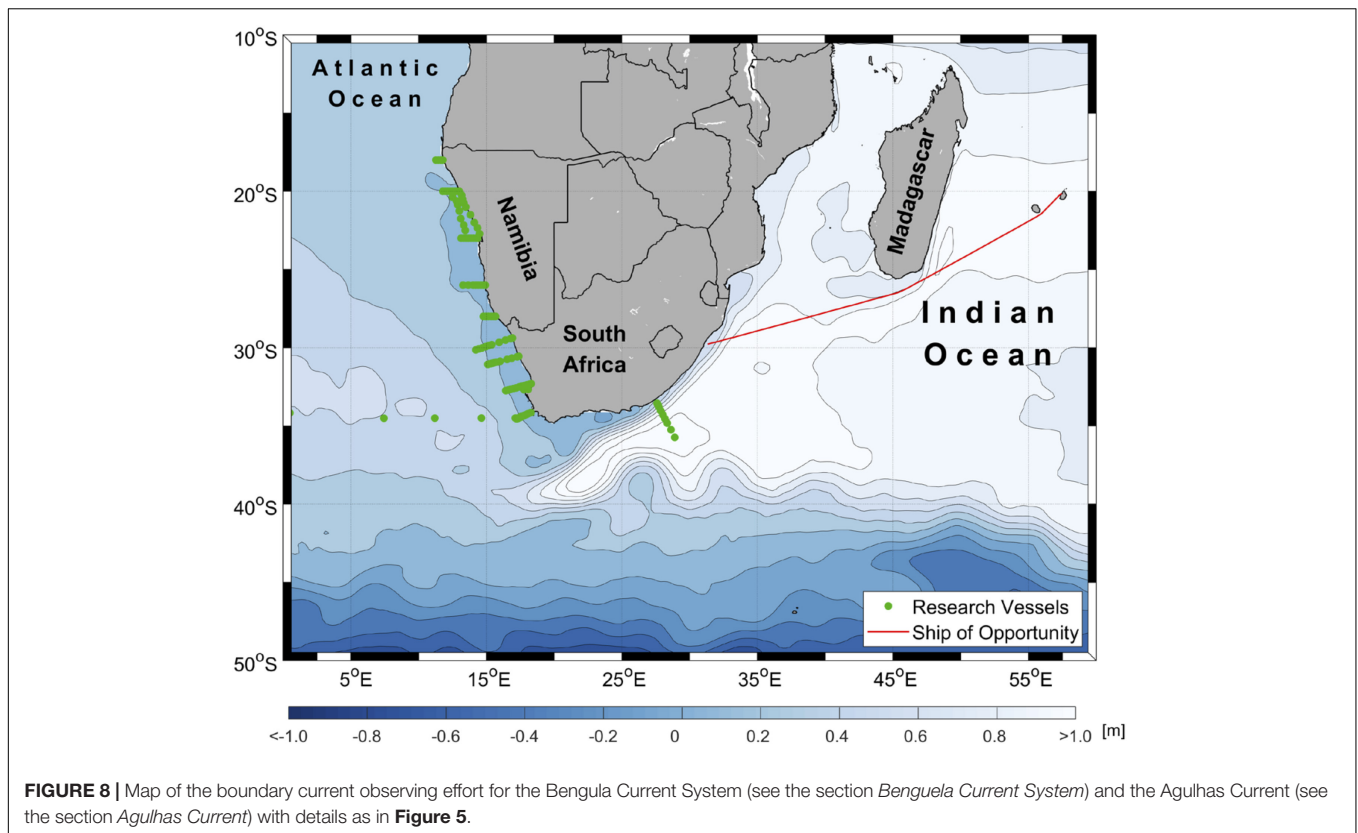 10°S
20°S
30°S
40°S
50°S
Atlantic
Ocean
Namibia
South
Africa
Madagascar
Indian
Ocean
Research Vessels
Ship of Opportunity
5°E 15°E 25°E 35°E 45°E 55°E
<-1.0 -0.8 -0.6 -0.4 -0.2 0 0.2 0.4 0.6 0.8 >1.0 [m]
FIGURE 8 | Map of the boundary current observing effort for the Bengula Current System (see the section Benguela Current System) and the Agulhas Current (see
the section Agulhas Current) with details as in Figure 5.